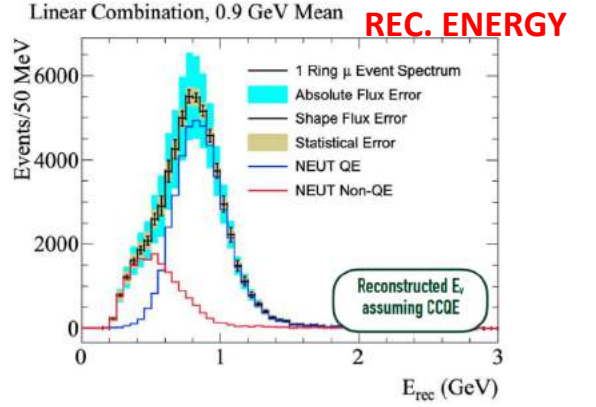 Linear Combination, 0.9 GeV Mean
REC. ENERGY
Events/50 MeV
6000
4000
2000
0
1 Ring μ Event Spectrum
Absolute Flux Error
Shape Flux Error
Statistical Error
NEUT QE
NEUT Non-QE
Reconstructed Eᵥ
assuming CCQE
0
1
2
3
E_rec (GeV)